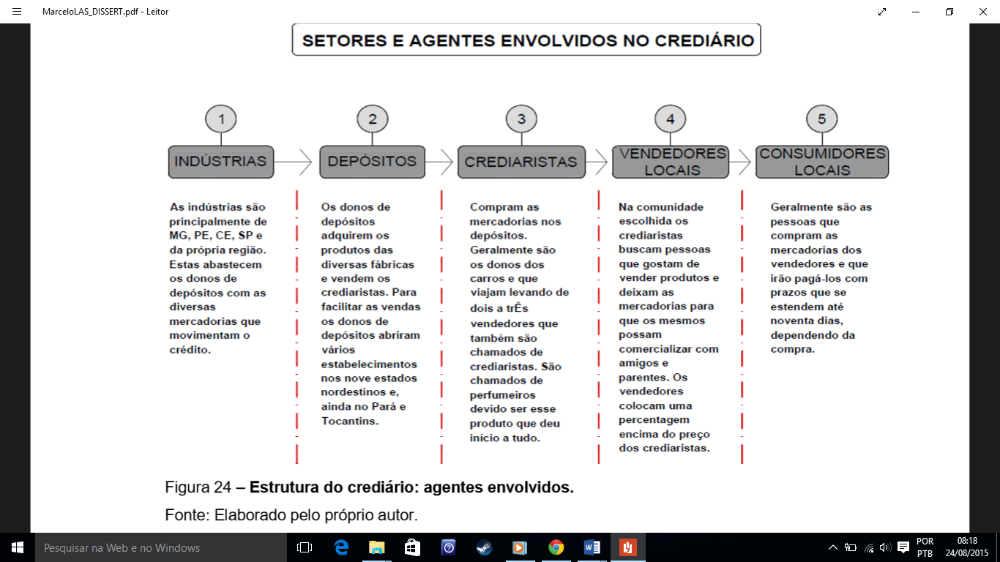 MarceloLAS_DISSERT.pdf - Leitor
SETORES E AGENTES ENVOLVIDOS NO CREDIÁRIO
1
INDÚSTRIAS
As indústrias são
principalmente de
MG, PE, CE, SP e
da própria região.
Estas abastecem
os donos de
depósitos com as
diversas
mercadorias que
movimentam o
crédito.
2
DEPÓSITOS
Os donos de
depósitos
adquirem os
produtos das
diversas fábricas
e vendem os
crediaristas. Para
facilitar as vendas
os donos de
depósitos abriram
vários
estabelecimentos
nos nove estados
nordestinos e,
ainda no Pará e
Tocantins.
3
CREDIARISTAS
Compram as
mercadorias nos
depósitos.
Geralmente são
os donos dos
carros e que
viajam levando de
dois a trÊs
vendedores que
também são
chamados de
crediaristas. São
chamados de
perfumeiros
devido ser esse
produto que deu
início a tudo.
4
VENDEDORES
LOCAIS
Na comunidade
escolhida os
crediaristas
buscam pessoas
que gostam de
vender produtos e
deixam as
mercadorias para
que os mesmos
possam
comercializar com
amigos e
parentes. Os
vendedores
colocam uma
percentagem
encima do preço
dos crediaristas.
5
CONSUMIDORES
LOCAIS
Geralmente são as
pessoas que
compram as
mercadorias dos
vendedores e que
irão pagá-los com
prazos que se
estendem até
noventa dias,
dependendo da
compra.
Figura 24 – Estrutura do crediário: agentes envolvidos.
Fonte: Elaborado pelo próprio autor.
Pesquisar na Web e no Windows
POR
PTB
08:18
24/08/2015